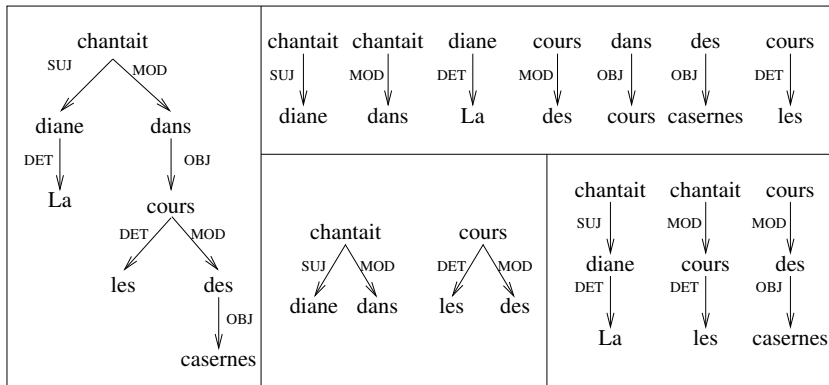 chantait
SUJ MOD
diane dans
DET OBJ
La
cours
DET MOD
les des
OBJ
casernes
chantait chantait diane cours dans des cours
SUJ MOD DET MOD OBJ OBJ DET
diane dans La des cours casernes les
chantait cours
SUJ MOD DET MOD
diane dans les des
chantait chantait cours
SUJ MOD MOD
diane cours des
DET DET OBJ
La les casernes